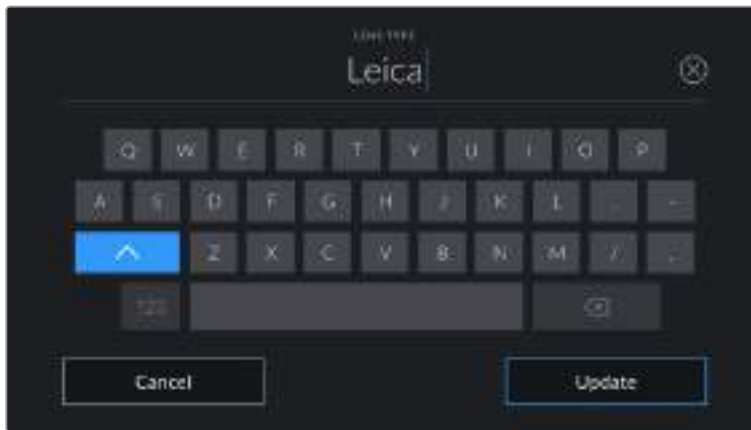 LENS TYPE
Leica
Q W E R T Y U I O P
A S D F G H J K L . -
Z X C V B N M / ,
123
Cancel
Update